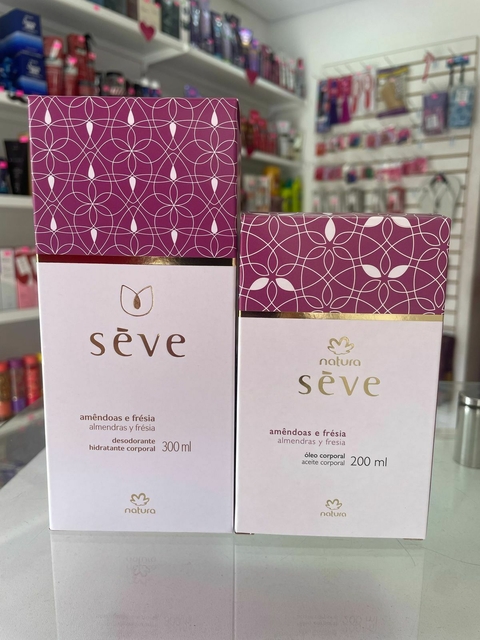 sēve
amêndoas e frésia
almendras y frésia
desodorante
hidratante corporal 300 ml
natura
natura
sēve
amêndoas e frésia
almendras y fresia
óleo corporal
aceite corporal 200 ml
natura